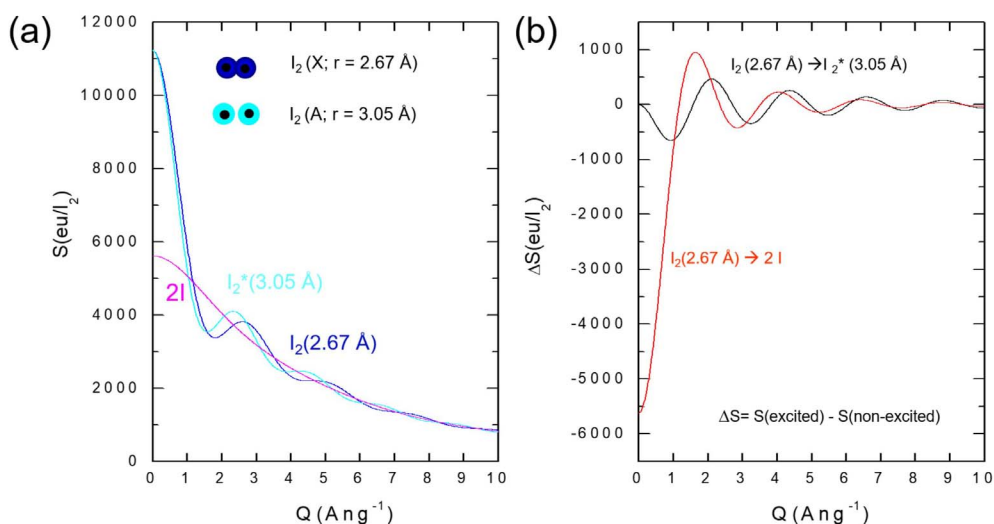 (a)
12000
10000
8000
6000
4000
2000
0
S(eu/I₂)
I₂(X; r = 2.67 Å)
I₂(A; r = 3.05 Å)
2I
I₂*(3.05 Å)
I₂(2.67 Å)
0 1 2 3 4 5 6 7 8 9 10
Q (Ang⁻¹)
(b)
1000
0
-1000
-2000
-3000
-4000
-5000
-6000
ΔS(eu/I₂)
I₂(2.67 Å)→I₂*(3.05 Å)
I₂(2.67 Å)→ 2 I
ΔS= S(excited) - S(non-excited)
0 1 2 3 4 5 6 7 8 9 10
Q (Ang⁻¹)